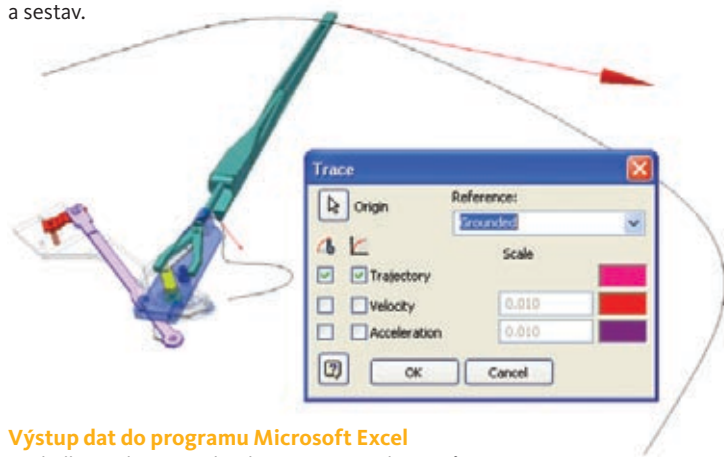 a sestav.
Trace
Origin
Reference:
Grounded
Scale
Trajectory
Velocity
0.010
Acceleration
0.010
OK
Cancel
Výstup dat do programu Microsoft Excel